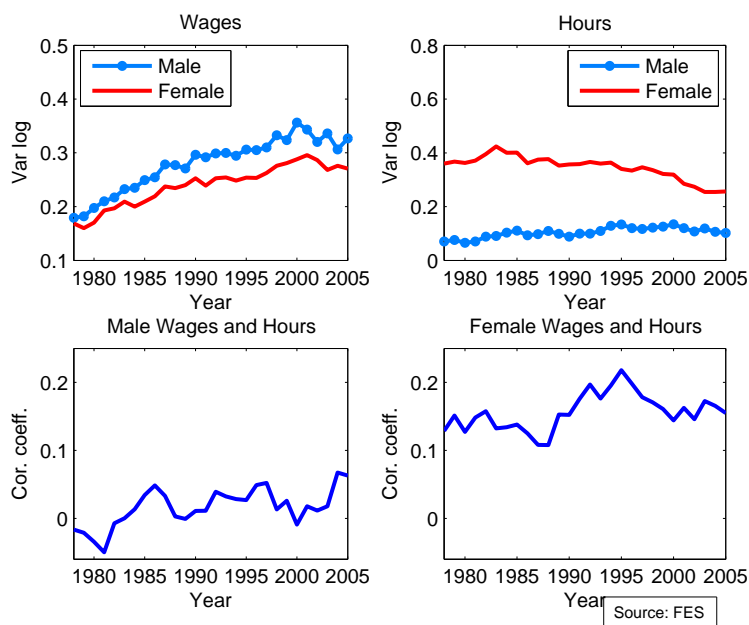 Wages
0.5
0.4
0.3
0.2
0.1
Var log
Male
Female
1980 1985 1990 1995 2000 2005
Year
Hours
0.8
0.6
0.4
0.2
0
Var log
Male
Female
1980 1985 1990 1995 2000 2005
Year
Male Wages and Hours
0.2
0.1
0
Cor. coeff.
1980 1985 1990 1995 2000 2005
Year
Female Wages and Hours
0.2
0.1
0
Cor. coeff.
1980 1985 1990 1995 2000 2005
Year
Source: FES